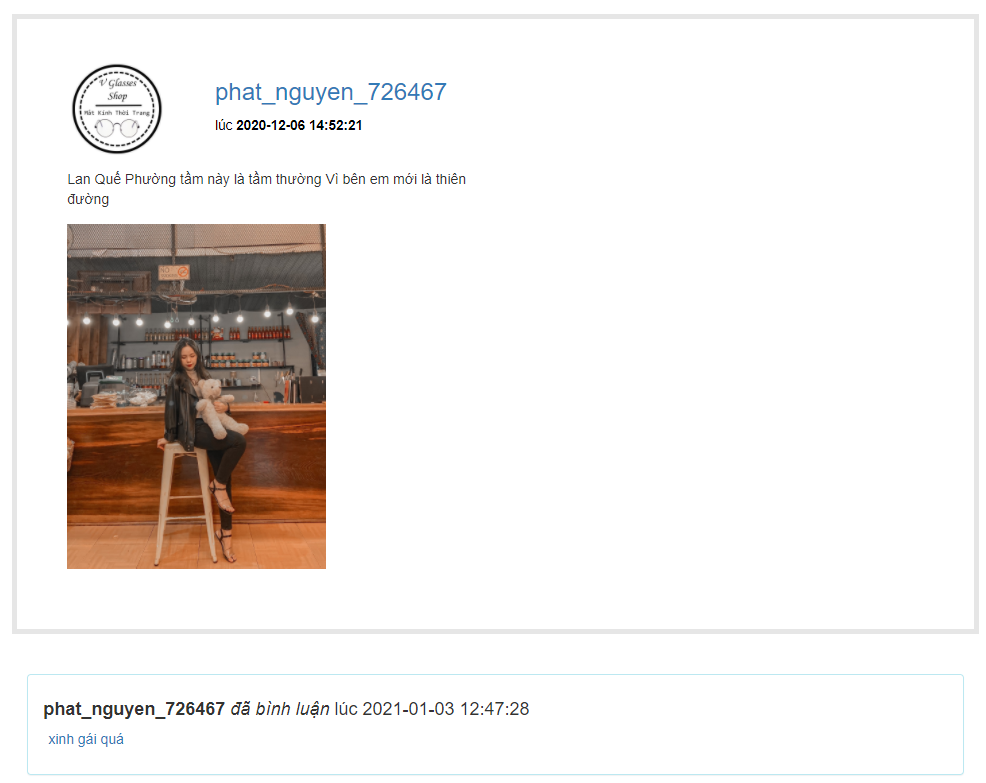 V Glasses
Shop
Mắt Kính Thời Trang
phat_nguyen_726467
lúc 2020-12-06 14:52:21
Lan Quế Phường tầm này là tầm thường Vì bên em mới là thiên
đường
phat_nguyen_726467 đã bình luận lúc 2021-01-03 12:47:28
xinh gái quá